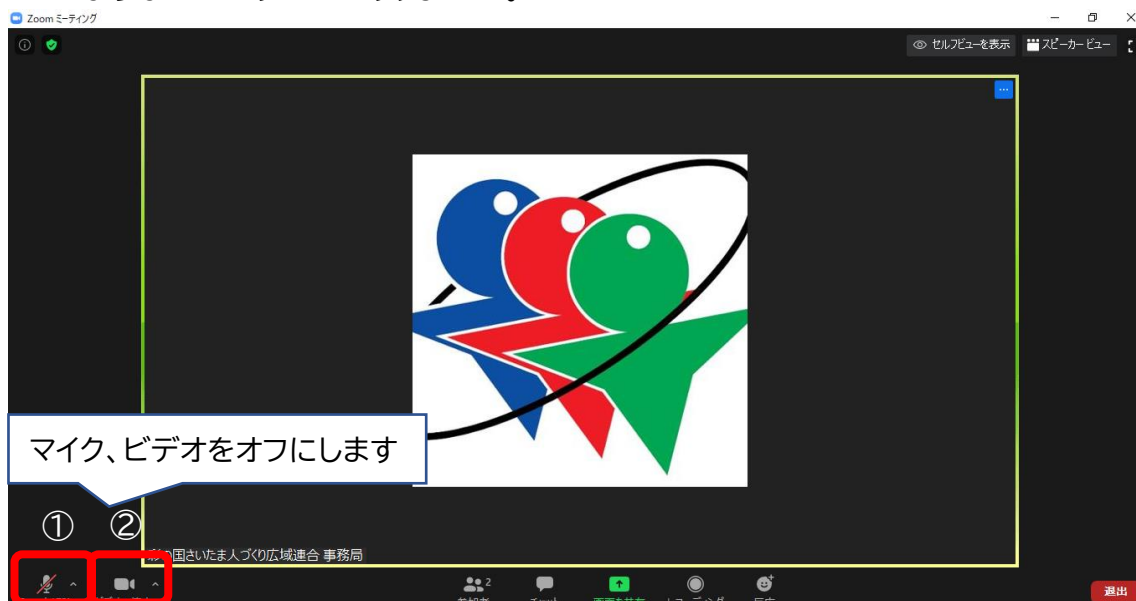 Zoom ミーティング
セルフビューを表示
スピーカー ビュー
マイク、ビデオをオフにします
① ②
彩の国さいたま人づくり広域連合 事務局
2
退出